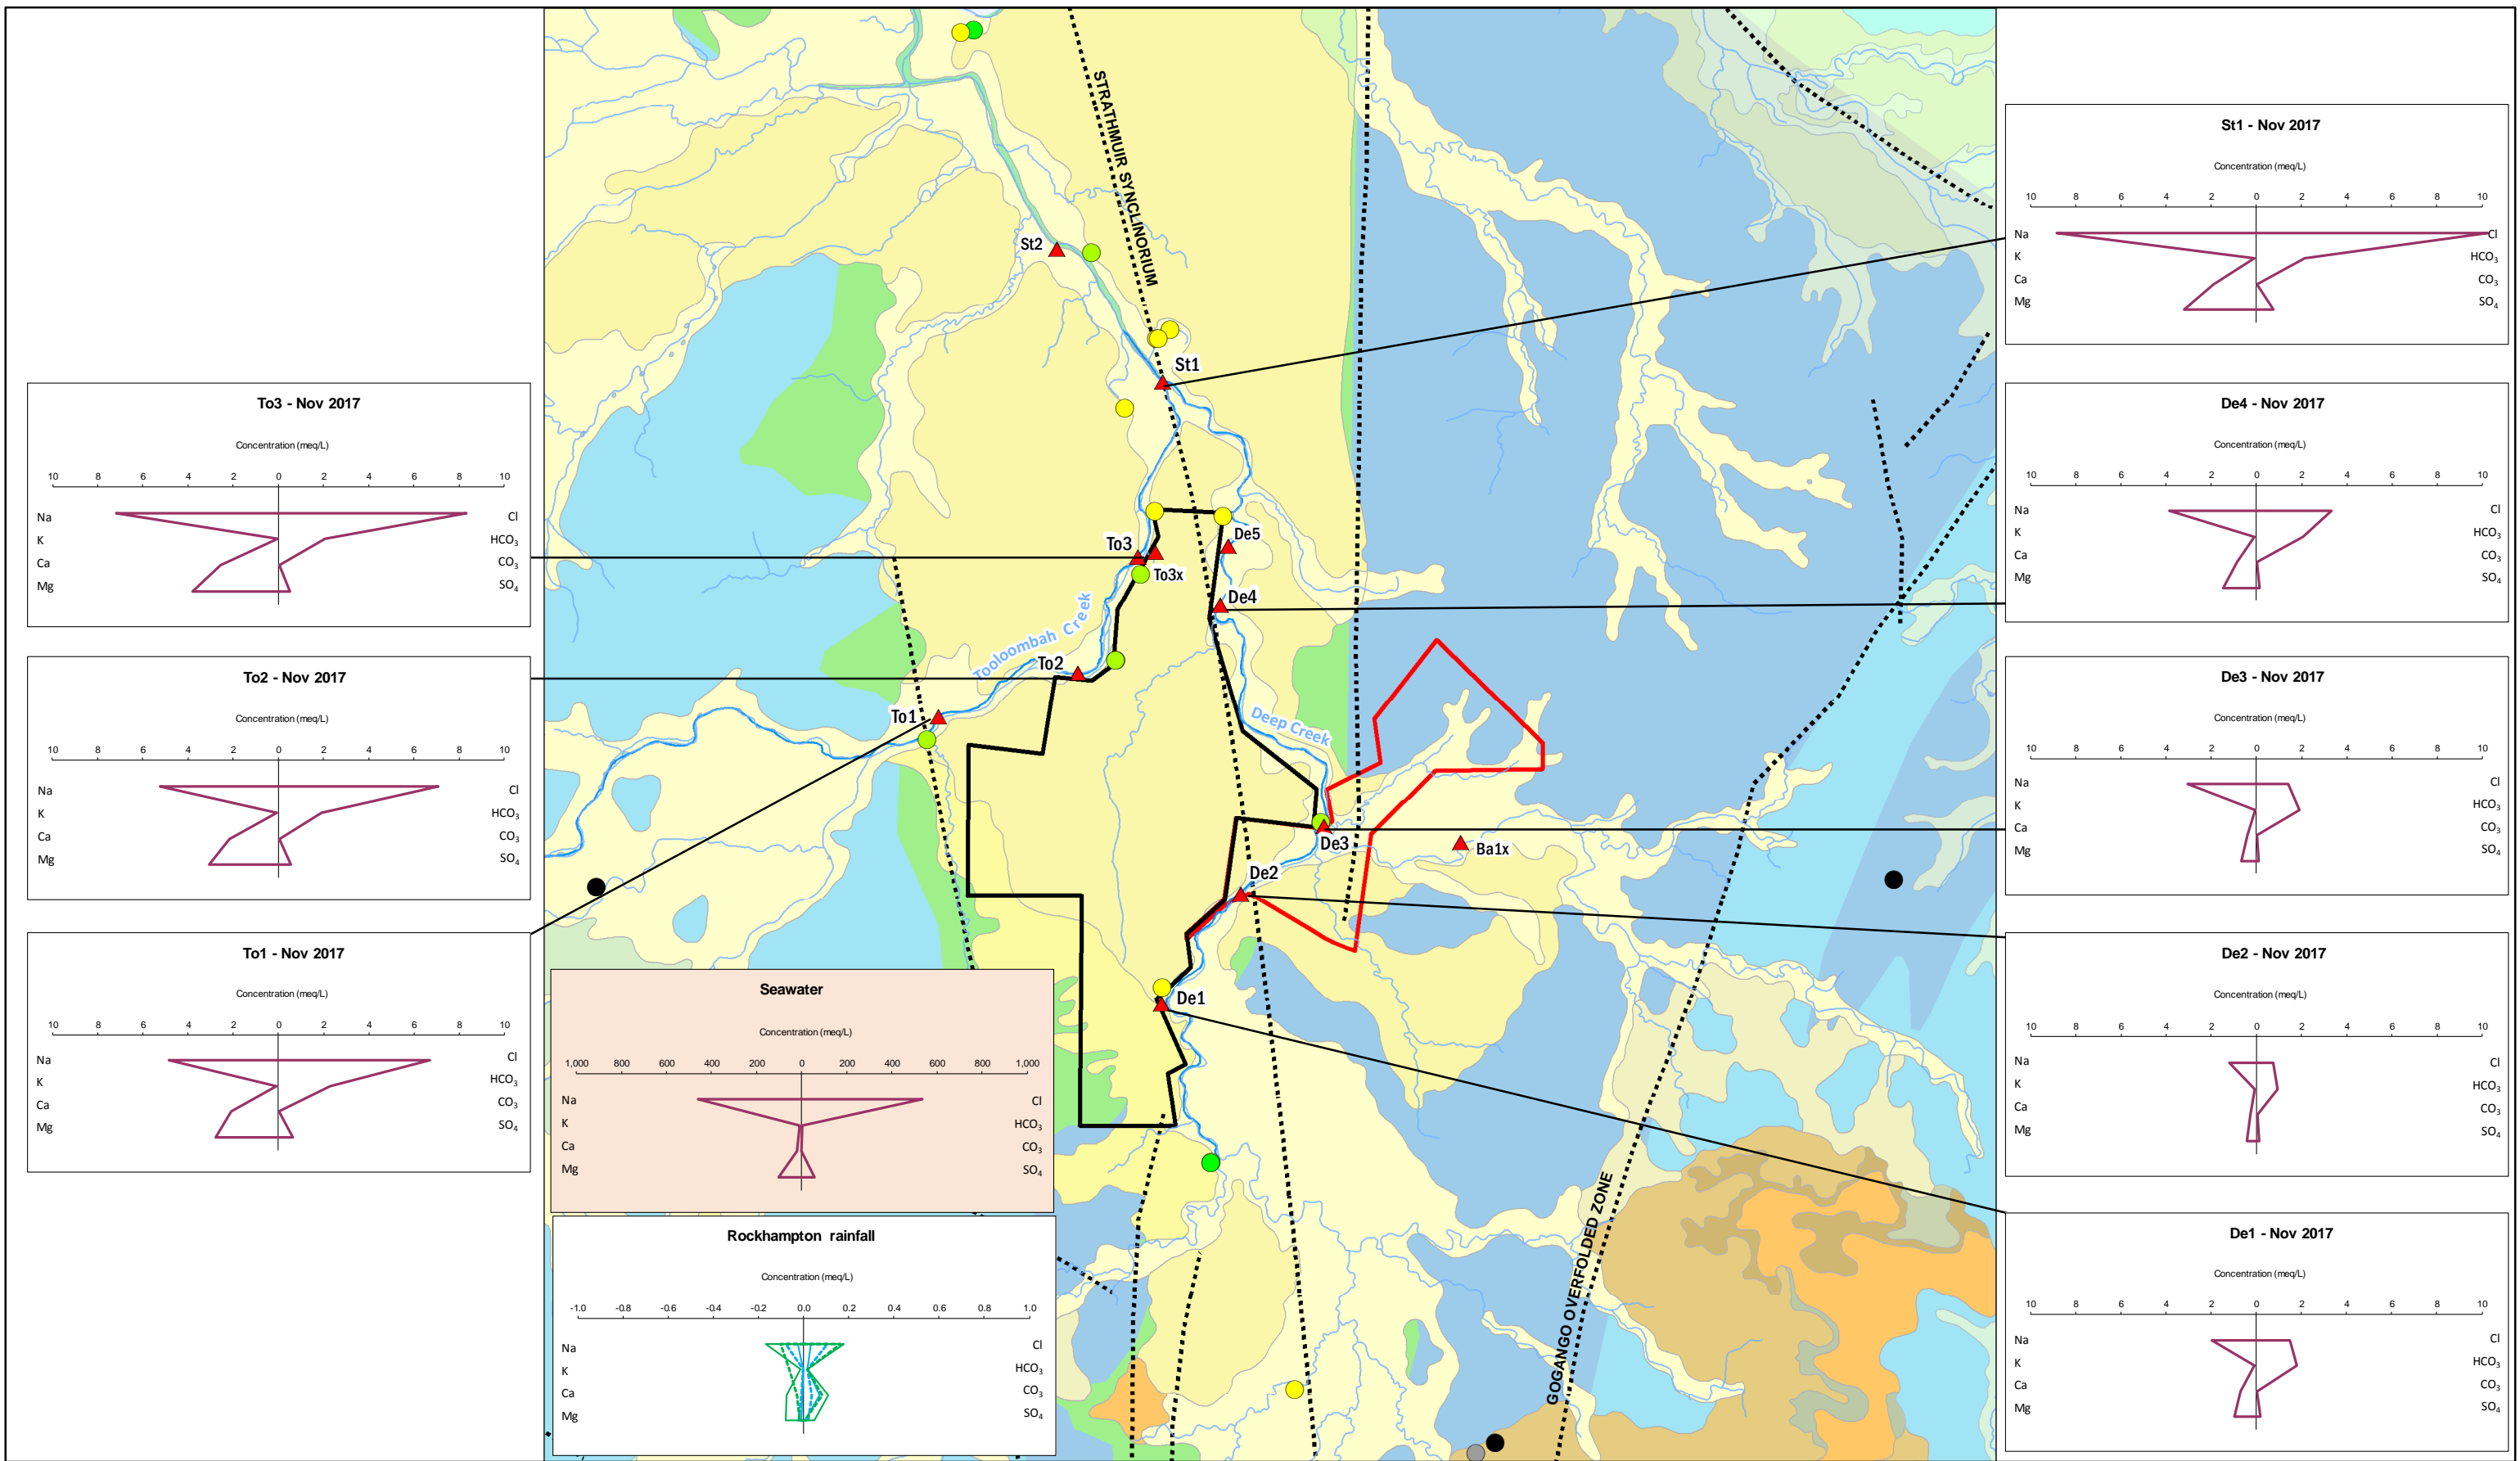 To3 - Nov 2017
Concentration (meq/L)
10 8 6 4 2 0 2 4 6 8 10
Na Cl
K HCO₃
Ca CO₃
Mg SO₄
To2 - Nov 2017
Concentration (meq/L)
10 8 6 4 2 0 2 4 6 8 10
Na Cl
K HCO₃
Ca CO₃
Mg SO₄
To1 - Nov 2017
Concentration (meq/L)
10 8 6 4 2 0 2 4 6 8 10
Na Cl
K HCO₃
Ca CO₃
Mg SO₄
STRATHMUIR SYNCLINORIUM
St2
St1
To3
To3x
De5
De4
Tooloombah Creek
To2
To1
Deep Creek
De3
Ba1x
De2
De1
GOGANGO OVERFOLDED ZONE
Seawater
Concentration (meq/L)
1,000 800 600 400 200 0 200 400 600 800 1,000
Na Cl
K HCO₃
Ca CO₃
Mg SO₄
Rockhampton rainfall
Concentration (meq/L)
-1.0 -0.8 -0.6 -0.4 -0.2 0.0 0.2 0.4 0.6 0.8 1.0
Na Cl
K HCO₃
Ca CO₃
Mg SO₄
St1 - Nov 2017
Concentration (meq/L)
10 8 6 4 2 0 2 4 6 8 10
Na Cl
K HCO₃
Ca CO₃
Mg SO₄
De4 - Nov 2017
Concentration (meq/L)
10 8 6 4 2 0 2 4 6 8 10
Na Cl
K HCO₃
Ca CO₃
Mg SO₄
De3 - Nov 2017
Concentration (meq/L)
10 8 6 4 2 0 2 4 6 8 10
Na Cl
K HCO₃
Ca CO₃
Mg SO₄
De2 - Nov 2017
Concentration (meq/L)
10 8 6 4 2 0 2 4 6 8 10
Na Cl
K HCO₃
Ca CO₃
Mg SO₄
De1 - Nov 2017
Concentration (meq/L)
10 8 6 4 2 0 2 4 6 8 10
Na Cl
K HCO₃
Ca CO₃
Mg SO₄